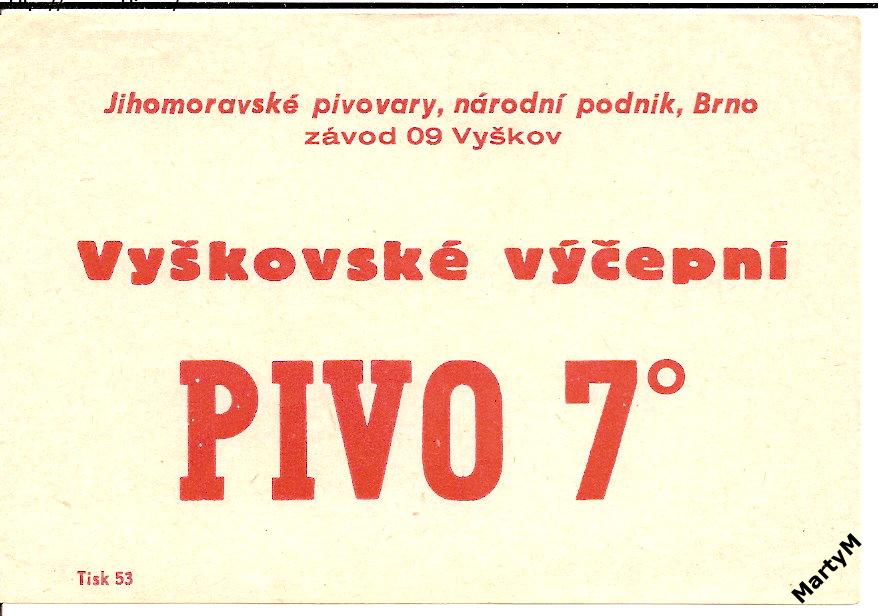 Jihomoravské pivovary, národní podnik, Brno
závod 09 Vyškov
Vyškovské výčepní
PIVO 7°
Tisk 53
MartyM